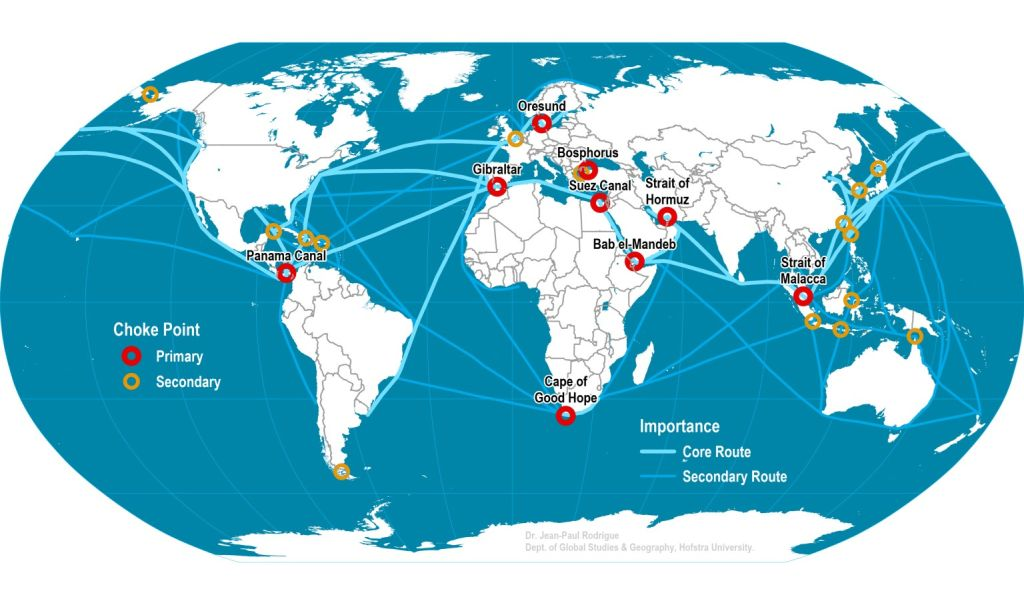 Oresund
Bosphorus
Gibraltar
Suez Canal
Strait of
Hormuz
Bab el-Mandeb
Panama Canal
Strait of
Malacca
Choke Point
Primary
Secondary
Cape of
Good Hope
Importance
Core Route
Secondary Route
Dr. Jean-Paul Rodrigue
Dept. of Global Studies & Geography, Hofstra University.